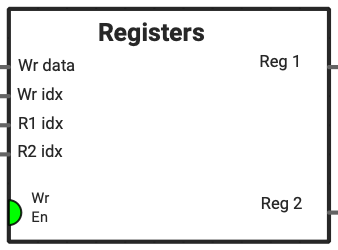 Registers
Wr data
Reg 1
Wr idx
R1 idx
R2 idx
Wr
En
Reg 2